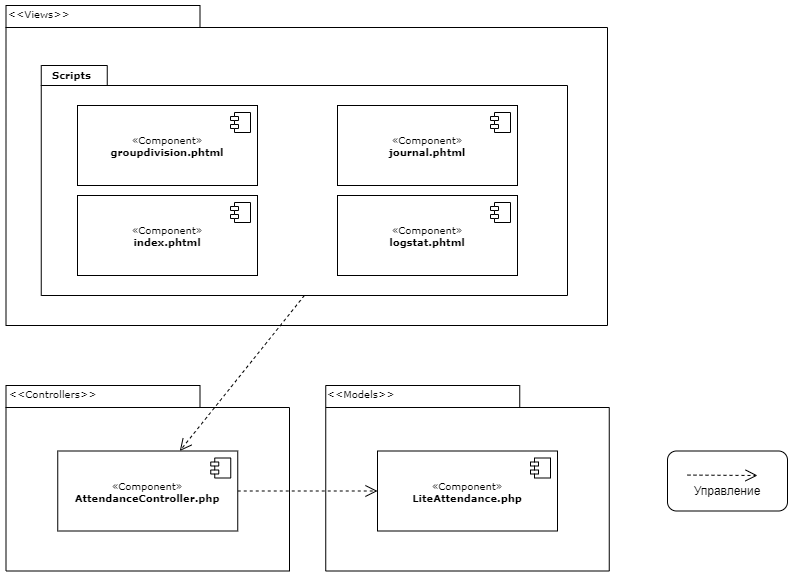 <<Views>>
Scripts
«Component»
groupdivision.phtml
«Component»
journal.phtml
«Component»
index.phtml
«Component»
logstat.phtml
<<Controllers>>
<<Models>>
«Component»
AttendanceController.php
«Component»
LiteAttendance.php
Управление